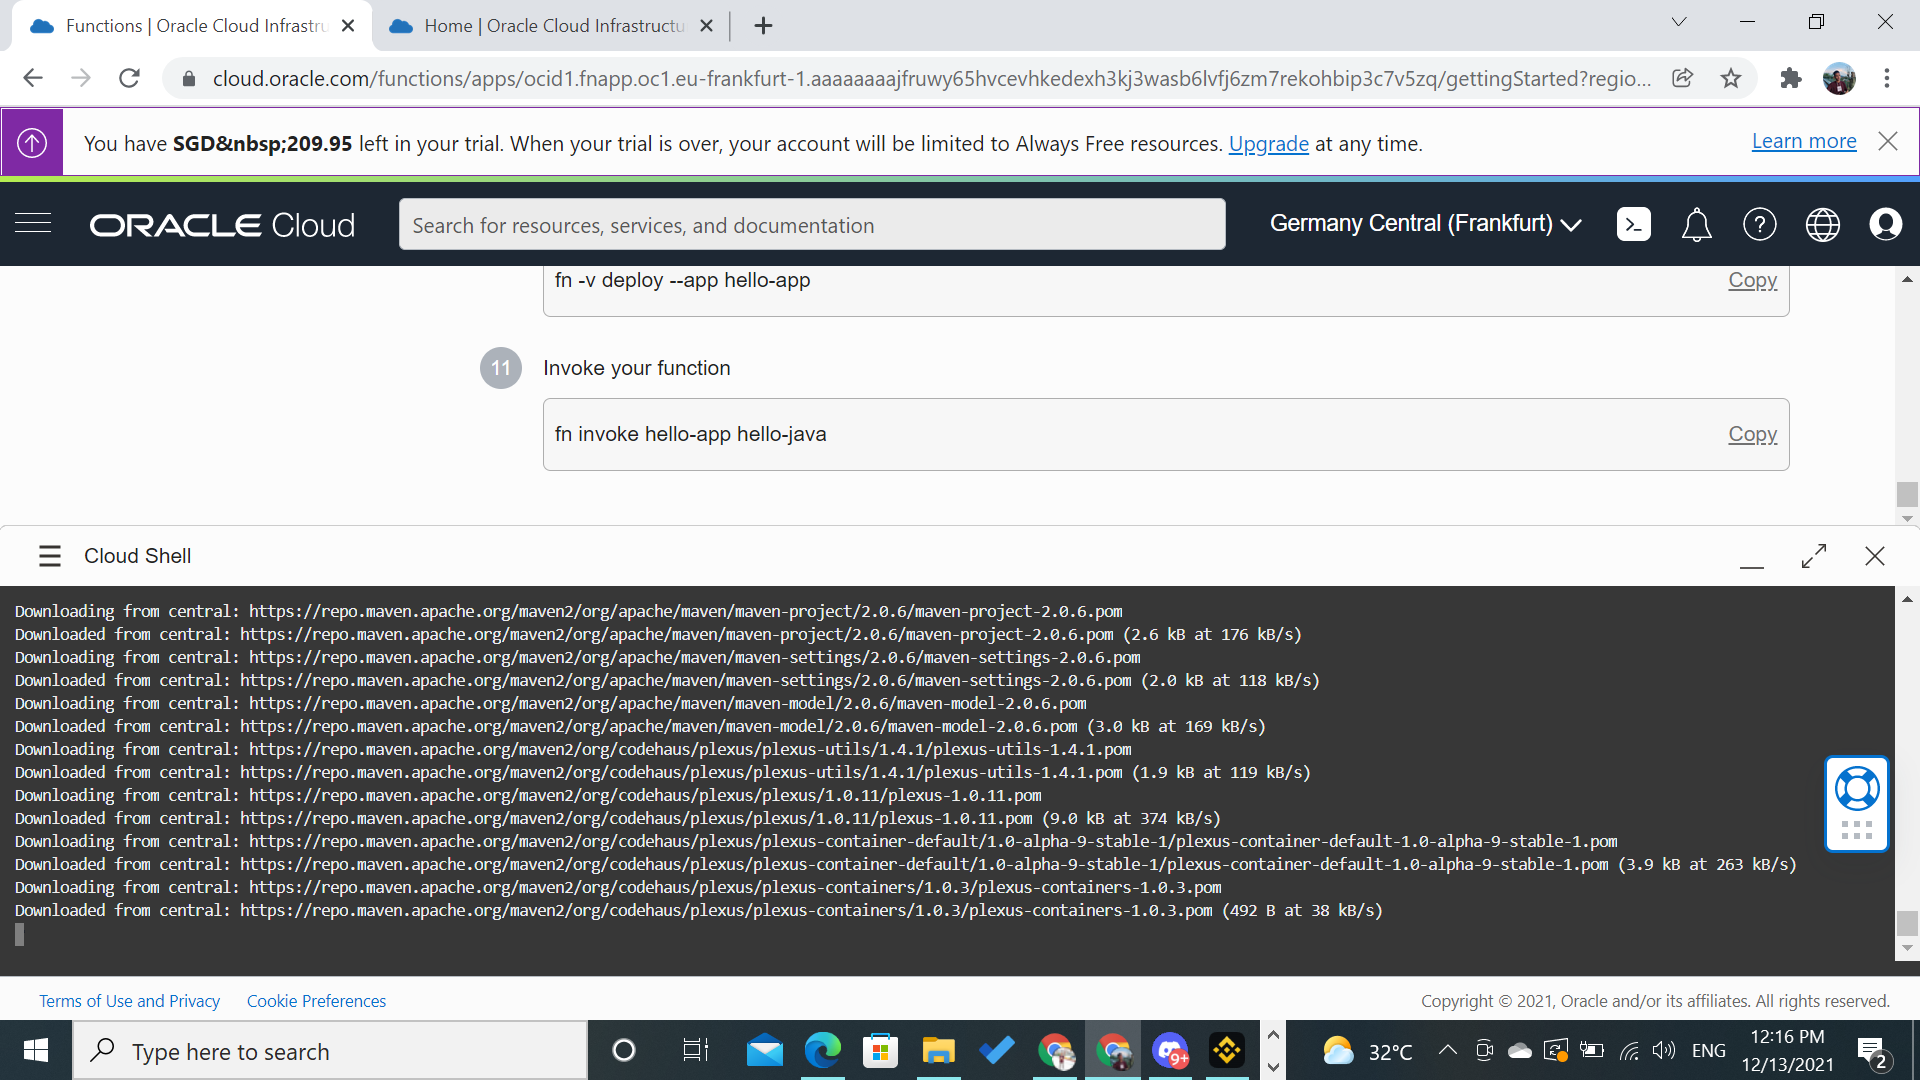 Functions | Oracle Cloud Infrastru
Home | Oracle Cloud Infrastructu
cloud.oracle.com/functions/apps/ocid1.fnapp.oc1.eu-frankfurt-1.aaaaaaaajfruwy65hvcevhkedexh3kj3wasb6lvfj6zm7rekohbip3c7v5zq/gettingStarted?regio...
You have SGD&nbsp;209.95 left in your trial. When your trial is over, your account will be limited to Always Free resources. Upgrade at any time.
Learn more
ORACLE Cloud
Search for resources, services, and documentation
Germany Central (Frankfurt)
fn -v deploy --app hello-app
Copy
11 Invoke your function
fn invoke hello-app hello-java
Copy
Cloud Shell
Downloading from central: https://repo.maven.apache.org/maven2/org/apache/maven/maven-project/2.0.6/maven-project-2.0.6.pom
Downloaded from central: https://repo.maven.apache.org/maven2/org/apache/maven/maven-project/2.0.6/maven-project-2.0.6.pom (2.6 kB at 176 kB/s)
Downloading from central: https://repo.maven.apache.org/maven2/org/apache/maven/maven-settings/2.0.6/maven-settings-2.0.6.pom
Downloaded from central: https://repo.maven.apache.org/maven2/org/apache/maven/maven-settings/2.0.6/maven-settings-2.0.6.pom (2.0 kB at 118 kB/s)
Downloading from central: https://repo.maven.apache.org/maven2/org/apache/maven/maven-model/2.0.6/maven-model-2.0.6.pom
Downloaded from central: https://repo.maven.apache.org/maven2/org/apache/maven/maven-model/2.0.6/maven-model-2.0.6.pom (3.0 kB at 169 kB/s)
Downloading from central: https://repo.maven.apache.org/maven2/org/codehaus/plexus/plexus-utils/1.4.1/plexus-utils-1.4.1.pom
Downloaded from central: https://repo.maven.apache.org/maven2/org/codehaus/plexus/plexus-utils/1.4.1/plexus-utils-1.4.1.pom (1.9 kB at 119 kB/s)
Downloading from central: https://repo.maven.apache.org/maven2/org/codehaus/plexus/plexus/1.0.11/plexus-1.0.11.pom
Downloaded from central: https://repo.maven.apache.org/maven2/org/codehaus/plexus/plexus/1.0.11/plexus-1.0.11.pom (9.0 kB at 374 kB/s)
Downloading from central: https://repo.maven.apache.org/maven2/org/codehaus/plexus/plexus-container-default/1.0-alpha-9-stable-1/plexus-container-default-1.0-alpha-9-stable-1.pom
Downloaded from central: https://repo.maven.apache.org/maven2/org/codehaus/plexus/plexus-container-default/1.0-alpha-9-stable-1/plexus-container-default-1.0-alpha-9-stable-1.pom (3.9 kB at 263 kB/s)
Downloading from central: https://repo.maven.apache.org/maven2/org/codehaus/plexus/plexus-containers/1.0.3/plexus-containers-1.0.3.pom
Downloaded from central: https://repo.maven.apache.org/maven2/org/codehaus/plexus/plexus-containers/1.0.3/plexus-containers-1.0.3.pom (492 B at 38 kB/s)
Terms of Use and Privacy
Cookie Preferences
Copyright © 2021, Oracle and/or its affiliates. All rights reserved.
Type here to search
9+
32°C
ENG
12:16 PM
12/13/2021
2